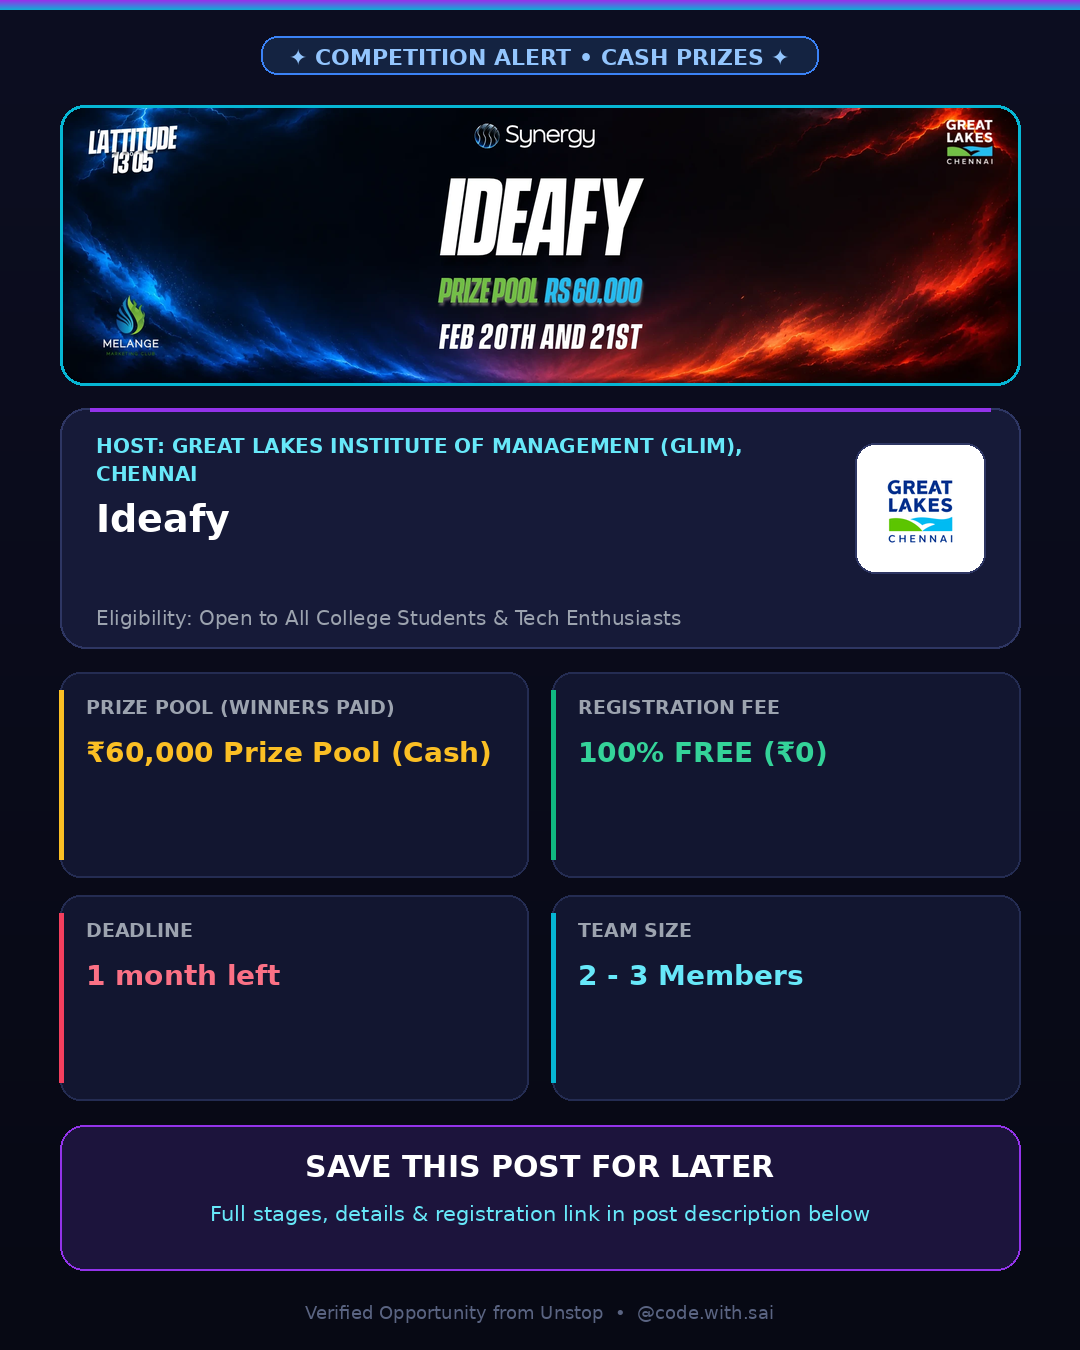 ✦ COMPETITION ALERT • CASH PRIZES ✦
L'ATTITUDE
13'05
Synergy
GREAT
LAKES
CHENNAI
IDEAFY
PRIZE POOL RS 60,000
FEB 20TH AND 21ST
MELANGE
MARKETING CLUB
HOST: GREAT LAKES INSTITUTE OF MANAGEMENT (GLIM),
CHENNAI
Ideafy
GREAT
LAKES
CHENNAI
Eligibility: Open to All College Students & Tech Enthusiasts
PRIZE POOL (WINNERS PAID)
₹60,000 Prize Pool (Cash)
REGISTRATION FEE
100% FREE (₹0)
DEADLINE
1 month left
TEAM SIZE
2 - 3 Members
SAVE THIS POST FOR LATER
Full stages, details & registration link in post description below
Verified Opportunity from Unstop • @code.with.sai